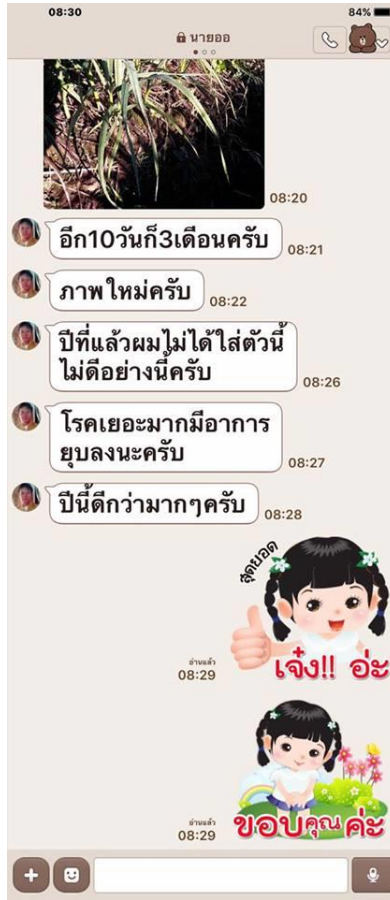 08:30
84%
นายออ
08:20
อีก10วันก็3เดือนครับ
08:21
ภาพใหม่ครับ
08:22
ปีที่แล้วผมไม่ได้ใส่ตัวนี้
ไม่ดีอย่างนี้ครับ
08:26
โรคเยอะมากมีอาการ
ยุบลงนะครับ
08:27
ปีนี้ดีกว่ามากๆครับ
08:28
สุดยอด
เจ๋ง!! อ่ะ
อ่านแล้ว
08:29
ขอบคุณค่ะ
อ่านแล้ว
08:29